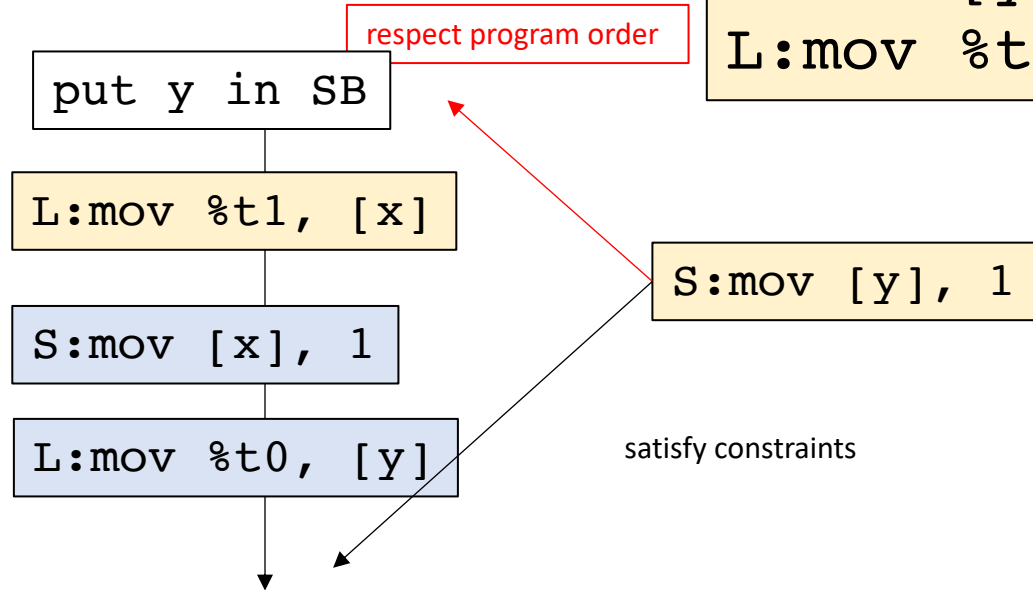 respect program order
L:mov %t
put y in SB
L:mov %t1, [x]
S:mov [y], 1
S:mov [x], 1
L:mov %t0, [y]
satisfy constraints